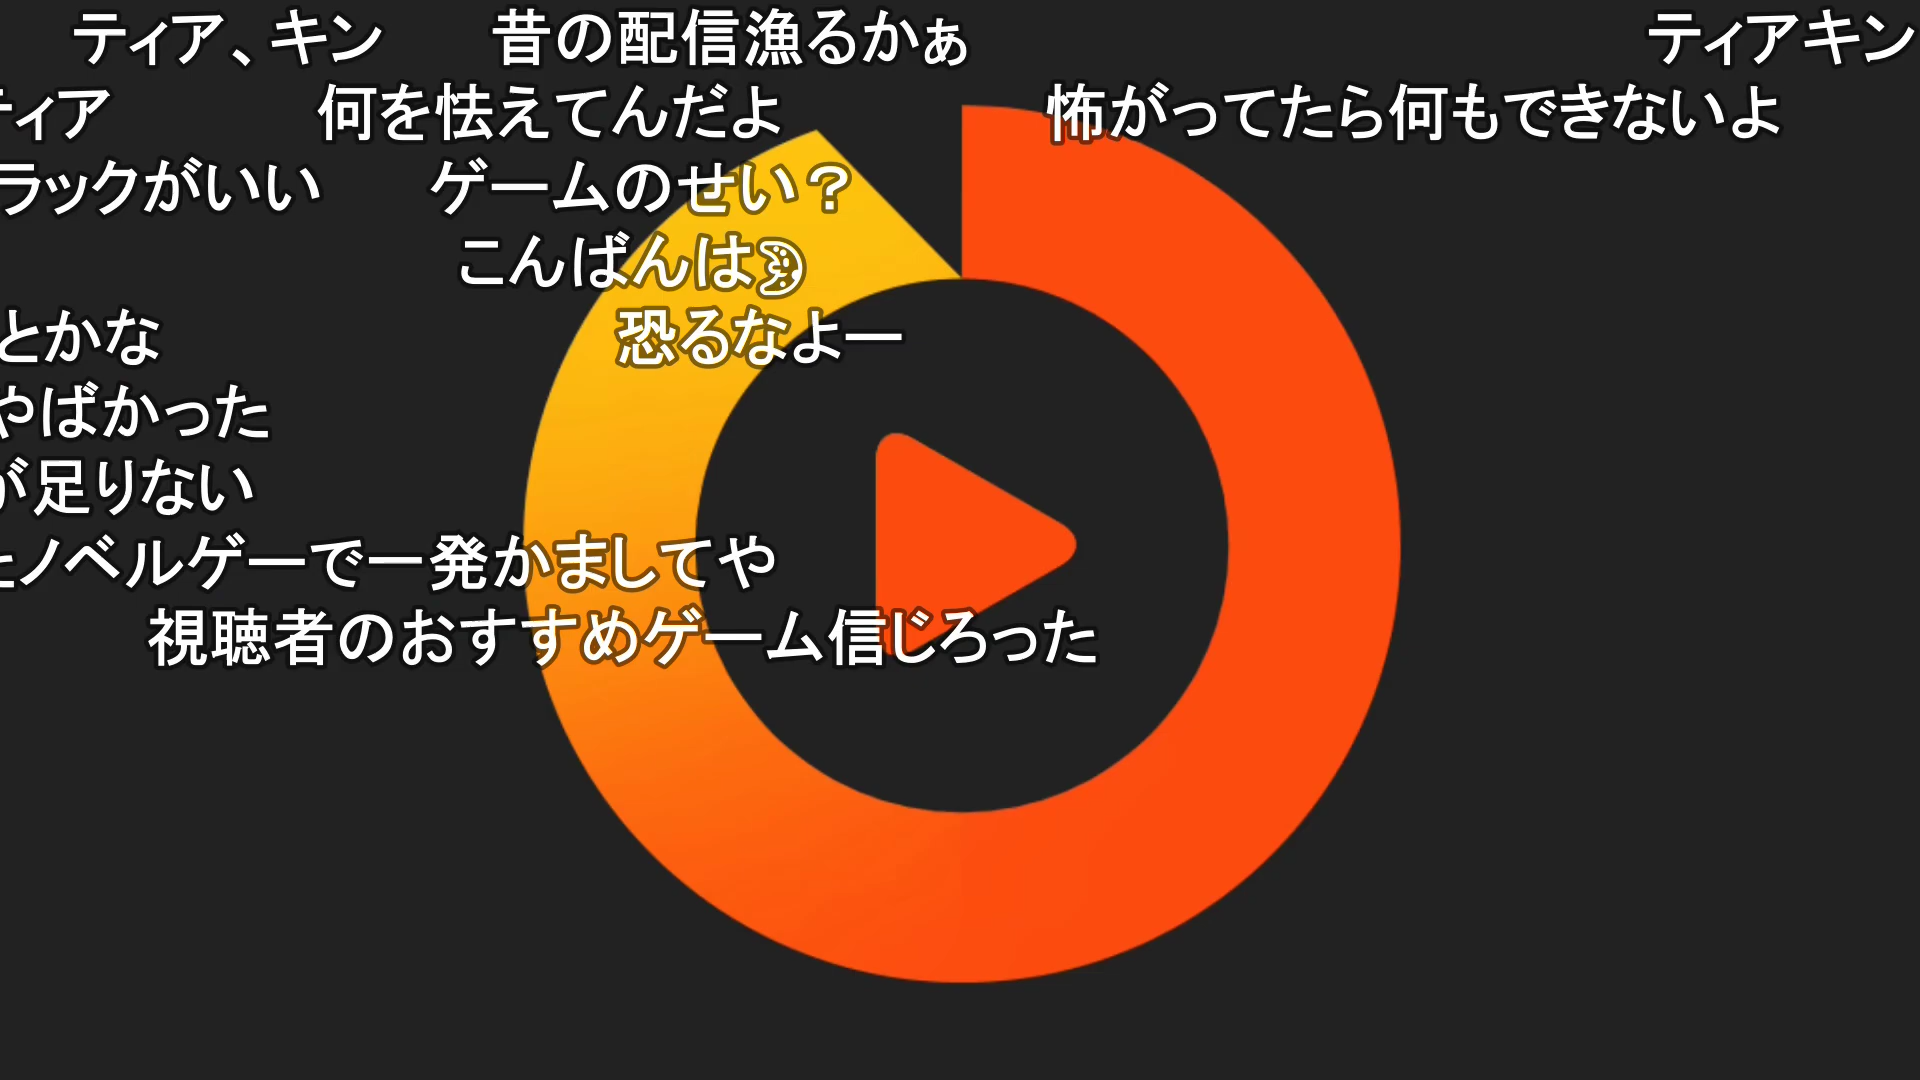 ティア、キン 昔の配信漁るかぁ ティアキン
ティア 何を怯えてんだよ 怖がってたら何もできないよ
ラックがいい ゲームのせい？
こんばんは🌛
とかな 恐るなよー
やばかった
が足りない
ノベルゲーで一発かましてや
視聴者のおすすめゲーム信じろった